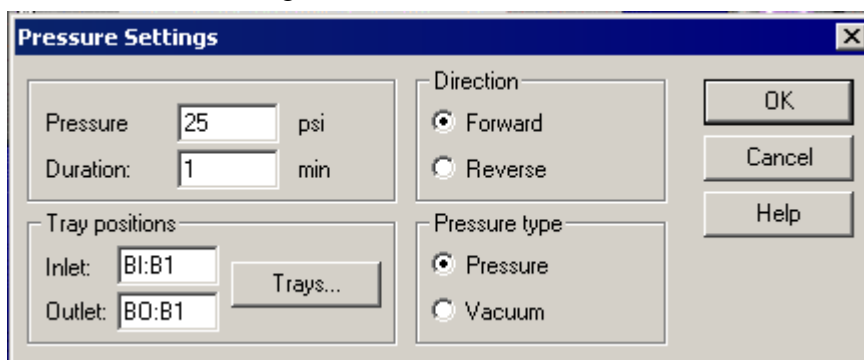 Pressure Settings
Pressure 25 psi
Duration: 1 min
Direction
Forward
Reverse
OK
Cancel
Help
Tray positions
Inlet: BI:B1
Outlet: BO:B1
Trays...
Pressure type
Pressure
Vacuum